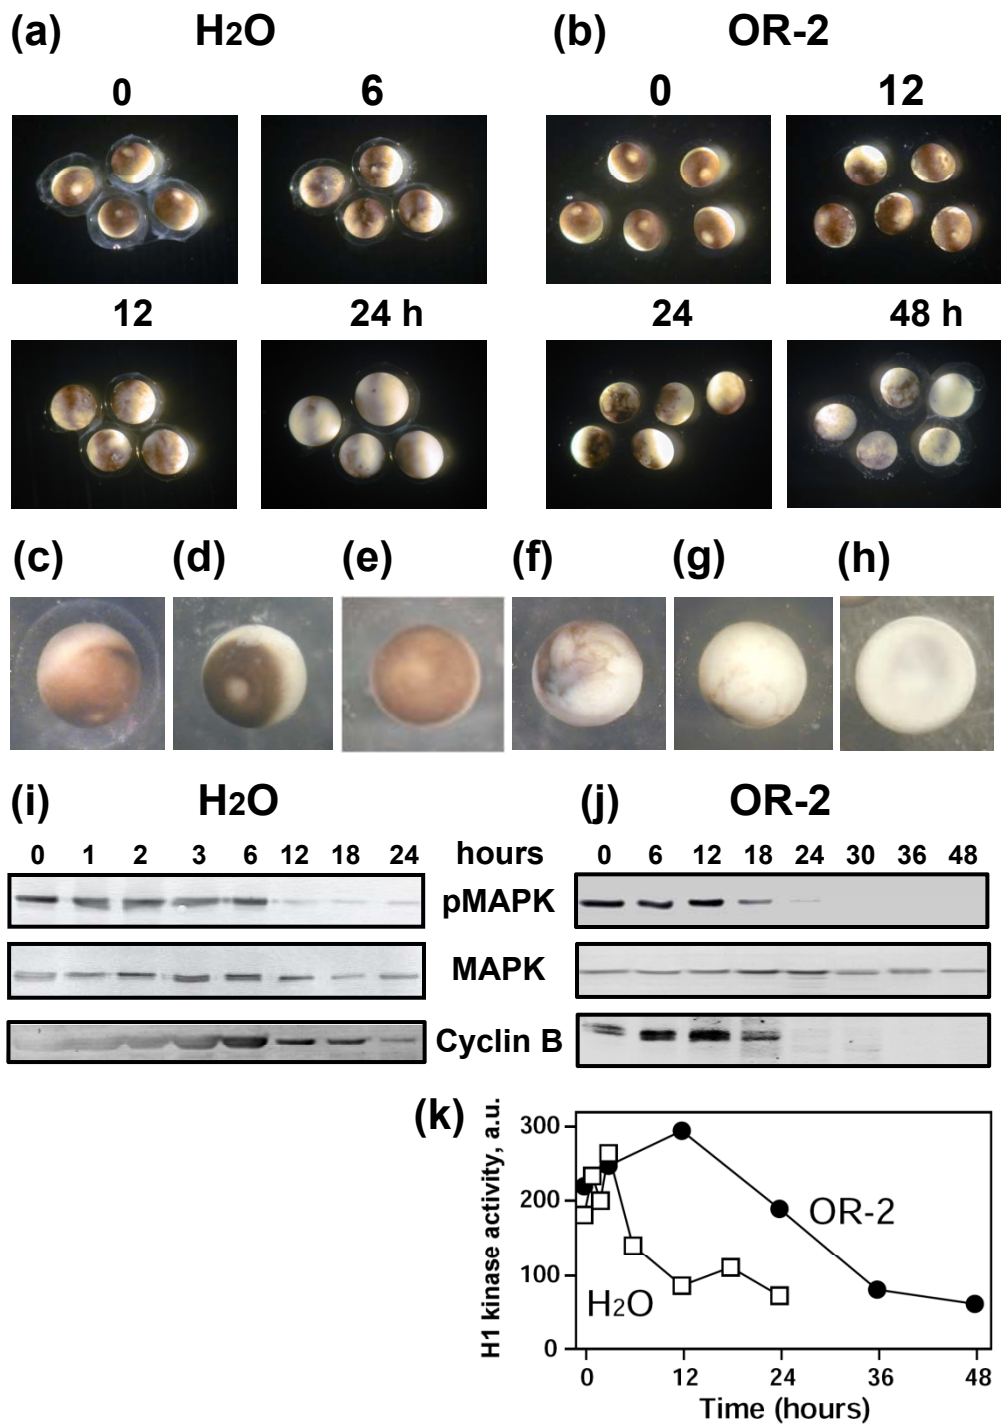 (a) H2O
0 6
12 24 h
(b) OR-2
0 12
24 48 h
(c) (d) (e) (f) (g) (h)
(i) H2O
0 1 2 3 6 12 18 24 hours
(j) OR-2
0 6 12 18 24 30 36 48
pMAPK
MAPK
Cyclin B
(k)
H1 kinase activity, a.u.
300
200
100
0
OR-2
H2O
0 12 24 36 48
Time (hours)